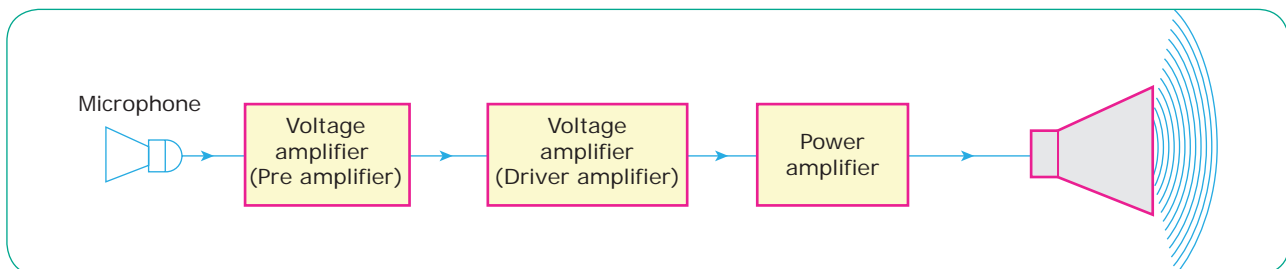 Microphone
Voltage
amplifier
(Pre amplifier)
Voltage
amplifier
(Driver amplifier)
Power
amplifier